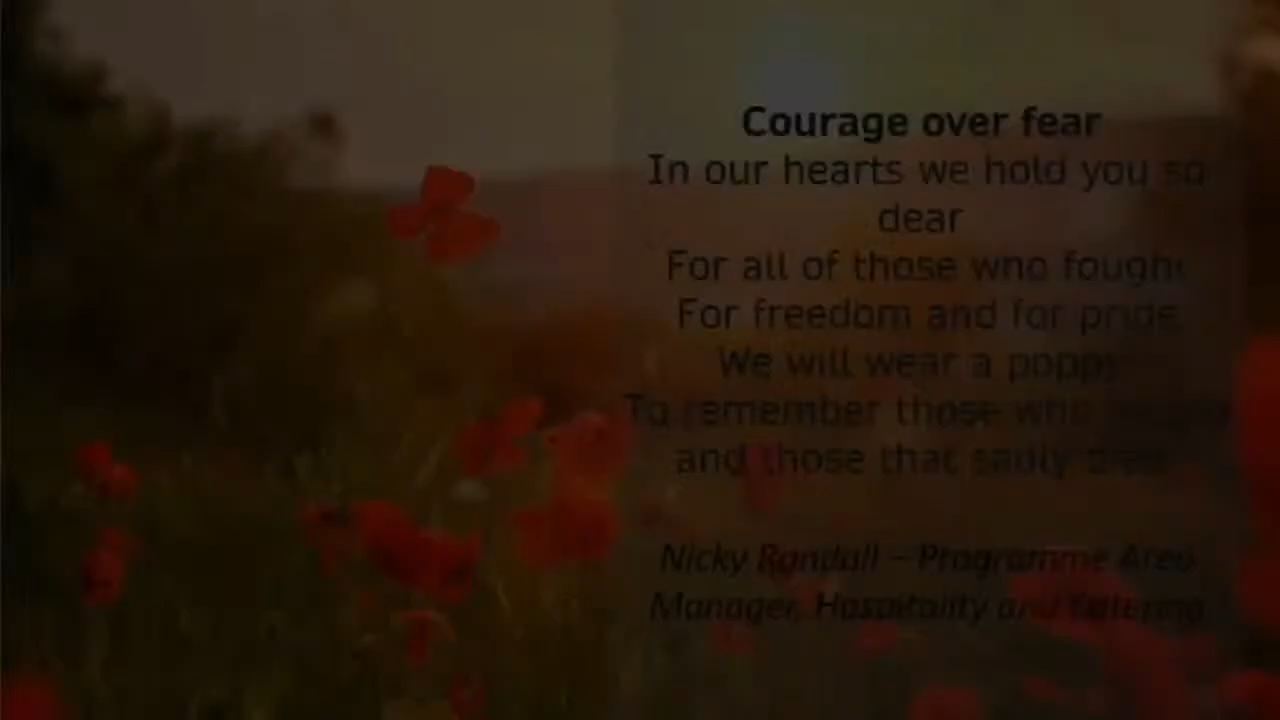 Courage over fear
In our hearts we hold you so
dear
For all of those who fought
For freedom and for pride
We will wear a poppy
To remember those who
and those that sadly died
Nicky Randall – Programme Area
Manager, Hospitality and Catering